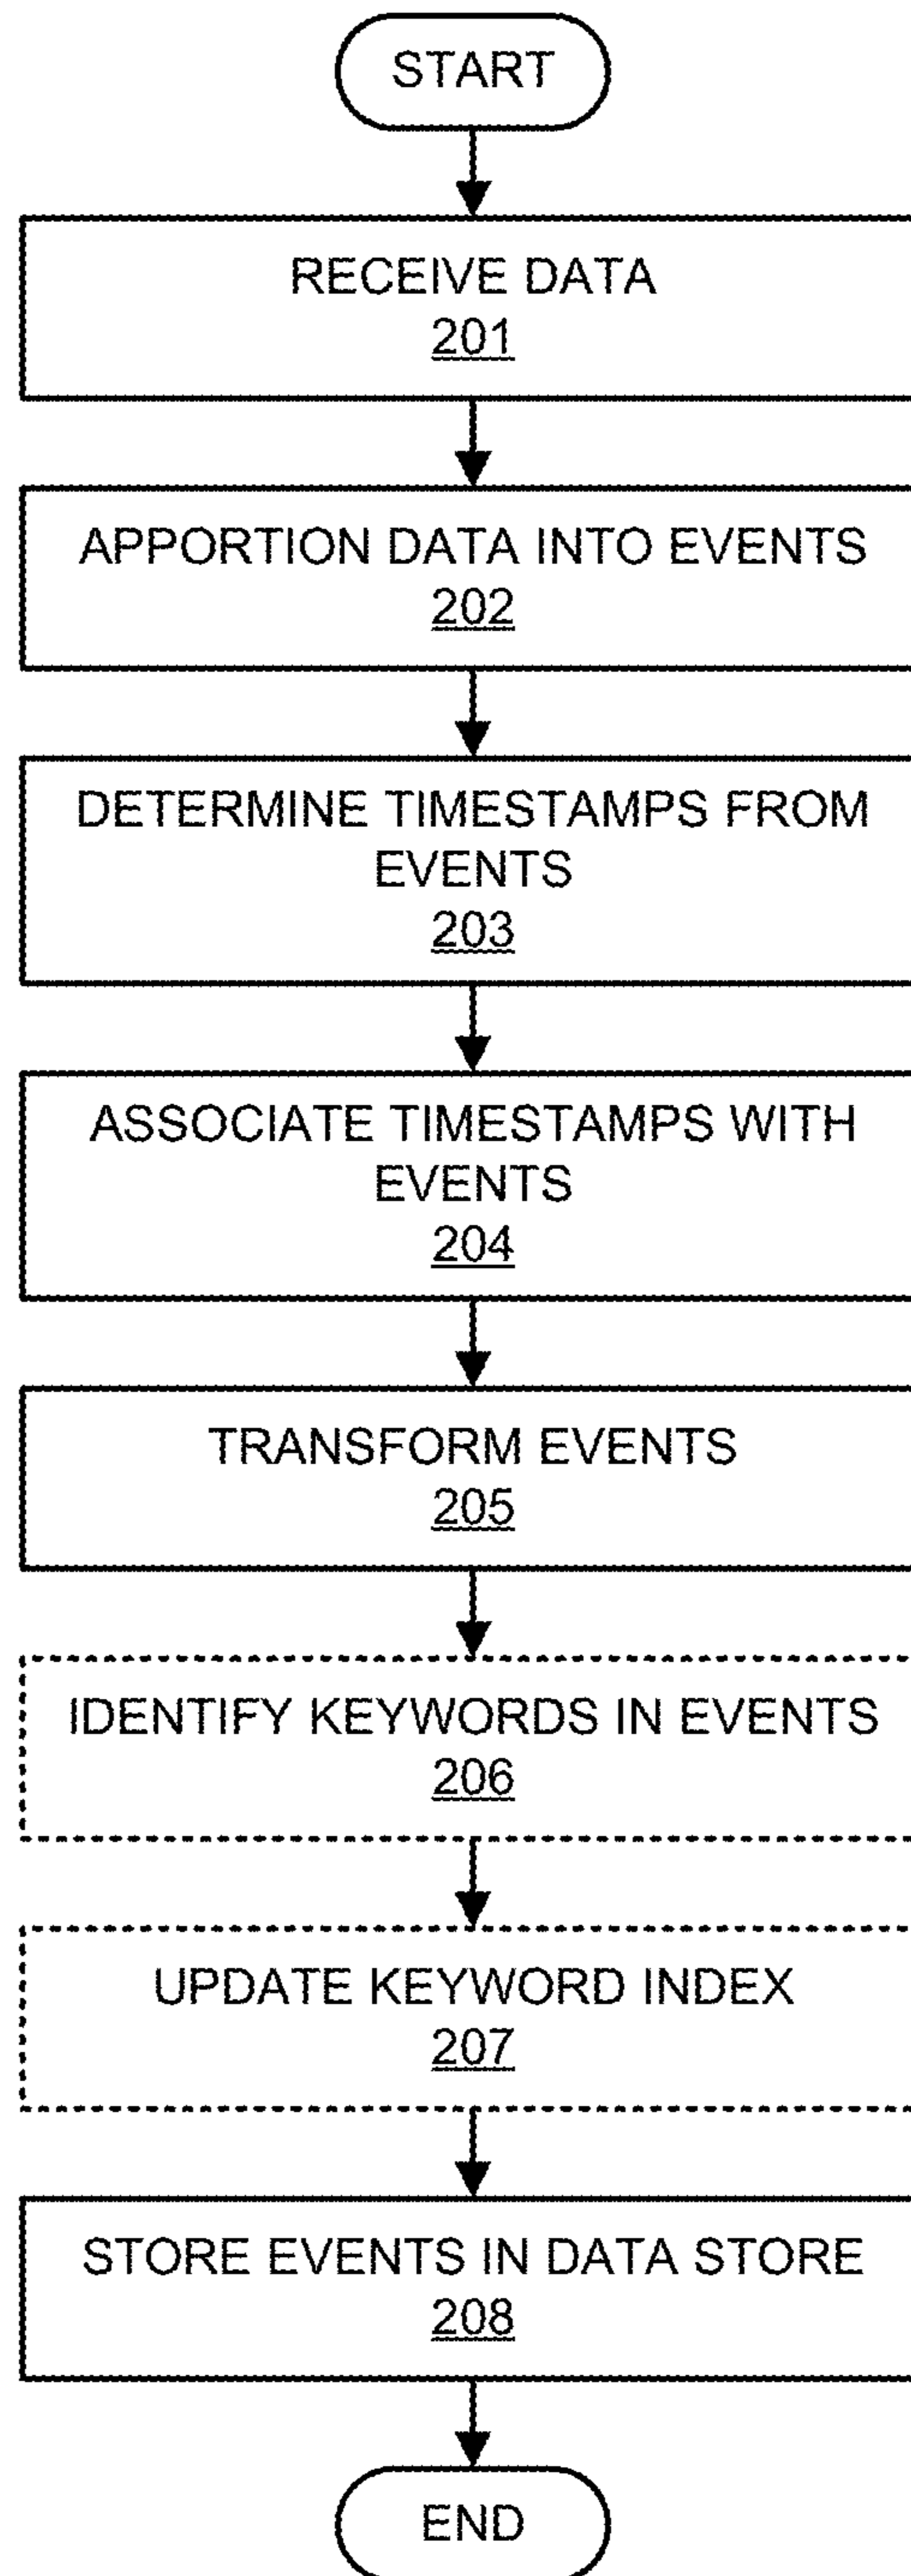 START
RECEIVE DATA
201
APPORTION DATA INTO EVENTS
202
DETERMINE TIMESTAMPS FROM
EVENTS
203
ASSOCIATE TIMESTAMPS WITH
EVENTS
204
TRANSFORM EVENTS
205
IDENTIFY KEYWORDS IN EVENTS
206
UPDATE KEYWORD INDEX
207
STORE EVENTS IN DATA STORE
208
END